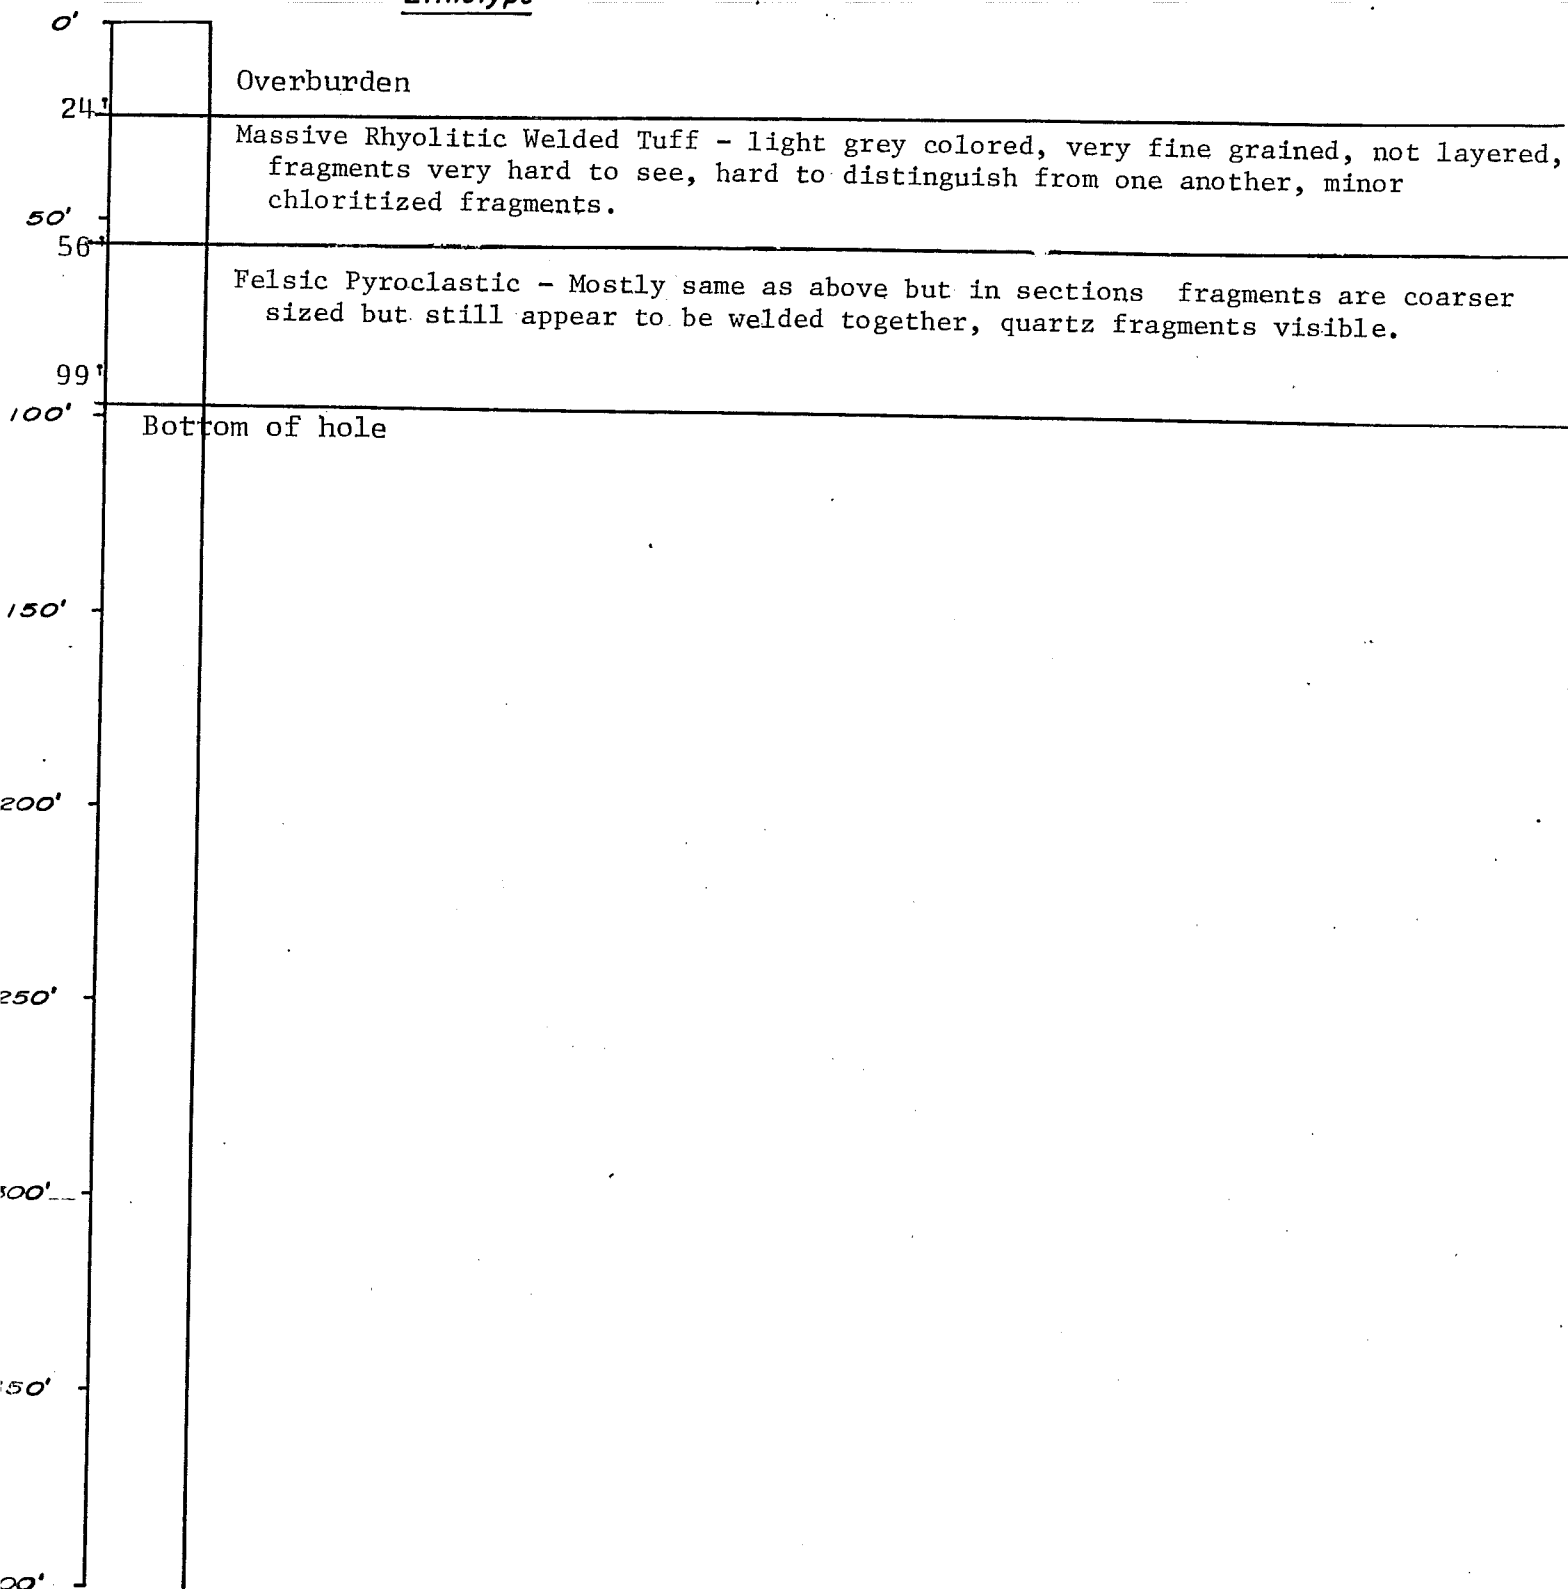 0'
Overburden
24'
Massive Rhyolitic Welded Tuff - light grey colored, very fine grained, not layered,
fragments very hard to see, hard to distinguish from one another, minor
chloritized fragments.
50'
56'
Felsic Pyroclastic - Mostly same as above but in sections fragments are coarser
sized but still appear to be welded together, quartz fragments visible.
99'
100'
Bottom of hole
150'
200'
250'